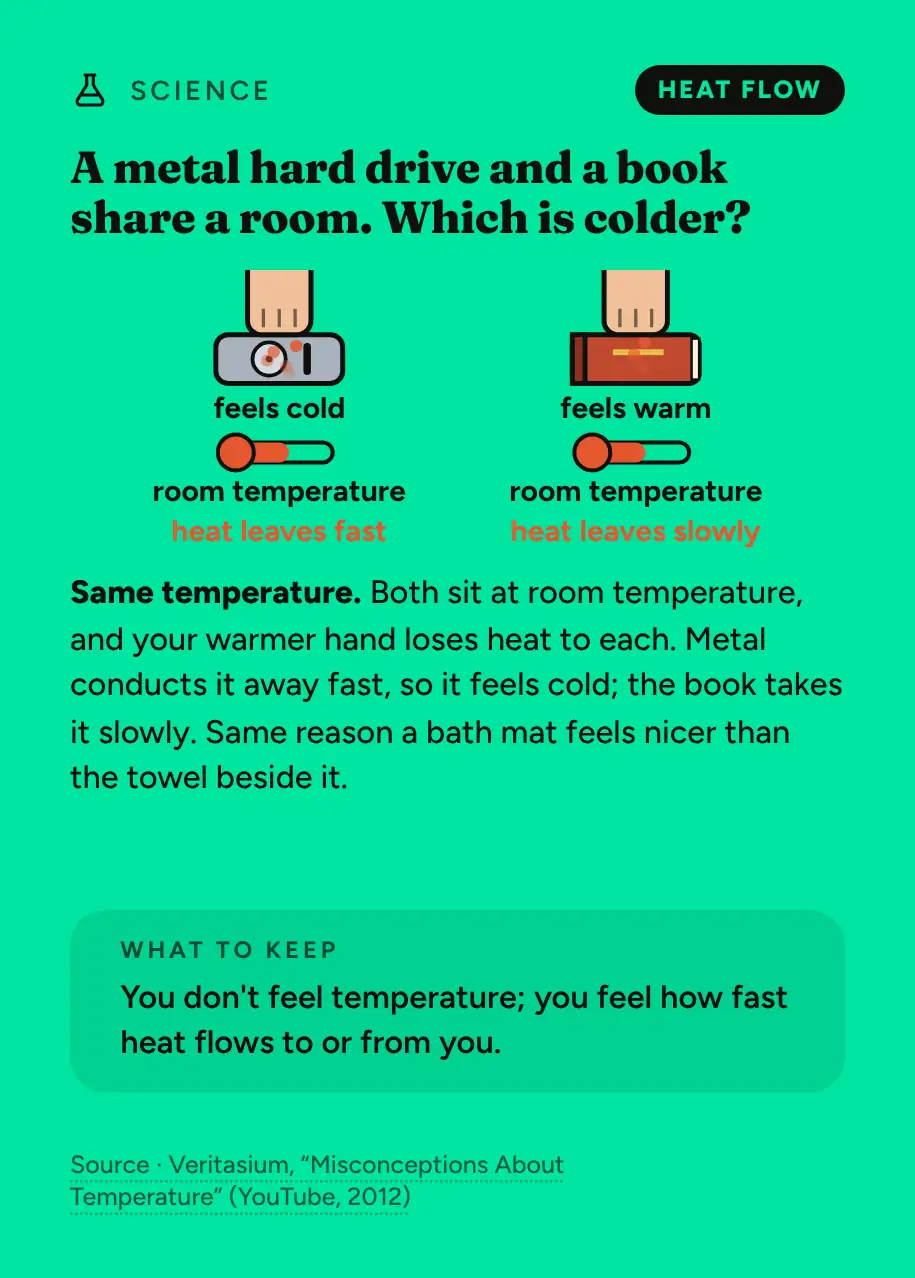 SCIENCE
HEAT FLOW
A metal hard drive and a book
share a room. Which is colder?
feels cold
feels warm
room temperature
room temperature
heat leaves fast
heat leaves slowly
Same temperature. Both sit at room temperature,
and your warmer hand loses heat to each. Metal
conducts it away fast, so it feels cold; the book takes
it slowly. Same reason a bath mat feels nicer than
the towel beside it.
WHAT TO KEEP
You don't feel temperature; you feel how fast
heat flows to or from you.
Source · Veritasium, “Misconceptions About
Temperature” (YouTube, 2012)